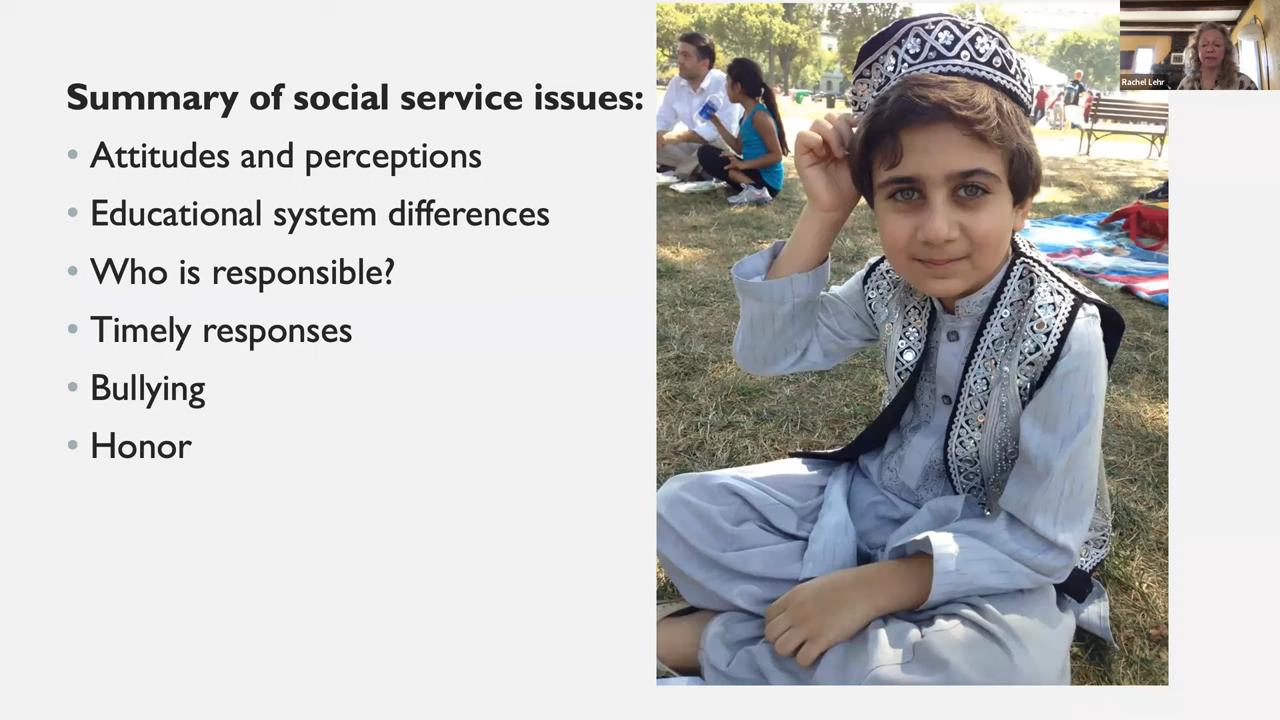 Summary of social service issues:
• Attitudes and perceptions
• Educational system differences
• Who is responsible?
• Timely responses
• Bullying
• Honor
Rachel Lehr